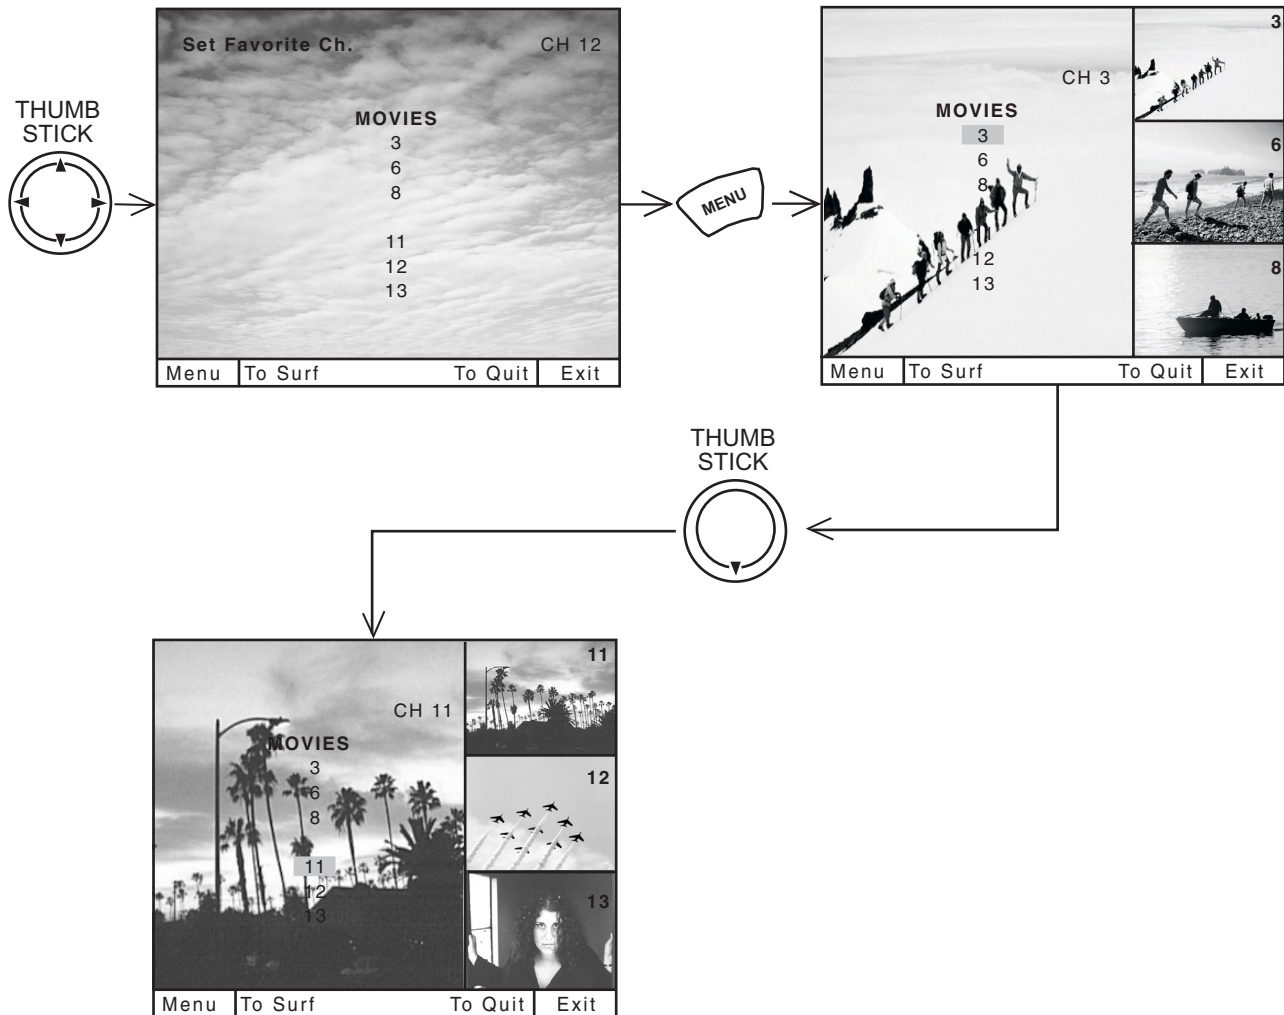 THUMB
STICK
Set Favorite Ch.
CH 12
MOVIES
3
6
8
11
12
13
Menu
To Surf
To Quit
Exit
MENU
CH 3
MOVIES
3
6
8
12
13
3
6
8
Menu
To Surf
To Quit
Exit
THUMB
STICK
CH 11
MOVIES
3
6
8
11
12
13
11
12
13
Menu
To Surf
To Quit
Exit